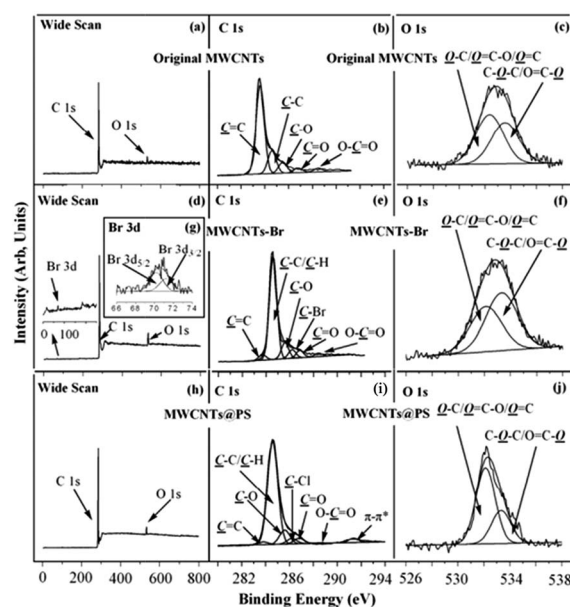 Wide Scan (a)
C 1s (b)
O 1s (c)
Original MWCNTs
Original MWCNTs
O-C/O=C-O/O=C
C-O-C/O=C-O
C 1s
O 1s
C=C
C-C
C-O
C=O
O-C=O
Wide Scan (d)
Br 3d (g)
Br 3d5/2
Br 3d3/2
66 68 70 72 74
Br 3d
0 100
C 1s
O 1s
C 1s (e)
MWCNTs-Br
C-C/C-H
C-O
C-Br
C=C
C=O O-C=O
O 1s (f)
MWCNTs-Br
O-C/O=C-O/O=C
C-O-C/O=C-O
Wide Scan (h)
MWCNTs@PS
C 1s
O 1s
C 1s (i)
C-C/C-H
C-Cl
C-O
C=O
O-C=O
C=C
π-π*
O 1s (j)
MWCNTs@PS
O-C/O=C-O/O=C
C-O-C/O=C-O
0 200 400 600 800
282 286 290 294
526 530 534 538
Binding Energy (eV)
Intensity (Arb, Units)